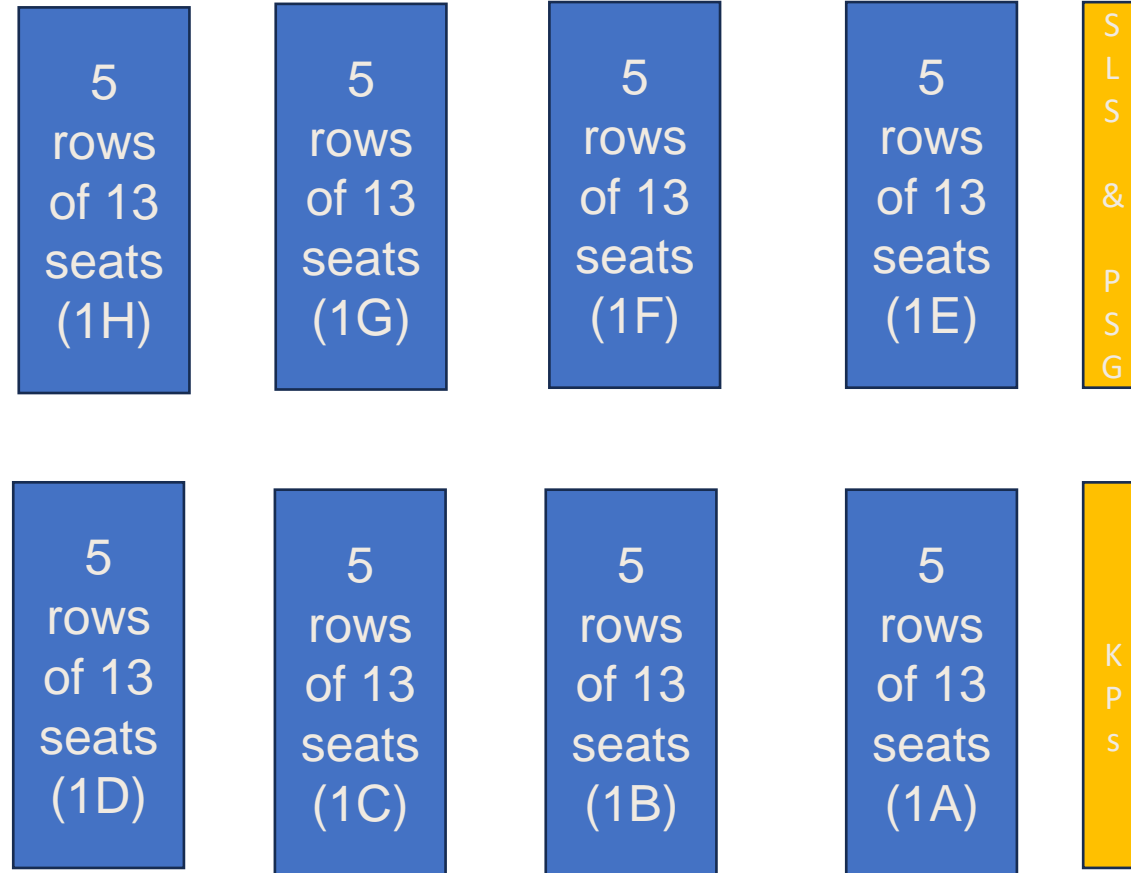 5
rows
of 13
seats
(1H)
5
rows
of 13
seats
(1G)
5
rows
of 13
seats
(1F)
5
rows
of 13
seats
(1E)
S
L
S
&
P
S
G
5
rows
of 13
seats
(1D)
5
rows
of 13
seats
(1C)
5
rows
of 13
seats
(1B)
5
rows
of 13
seats
(1A)
K
P
s